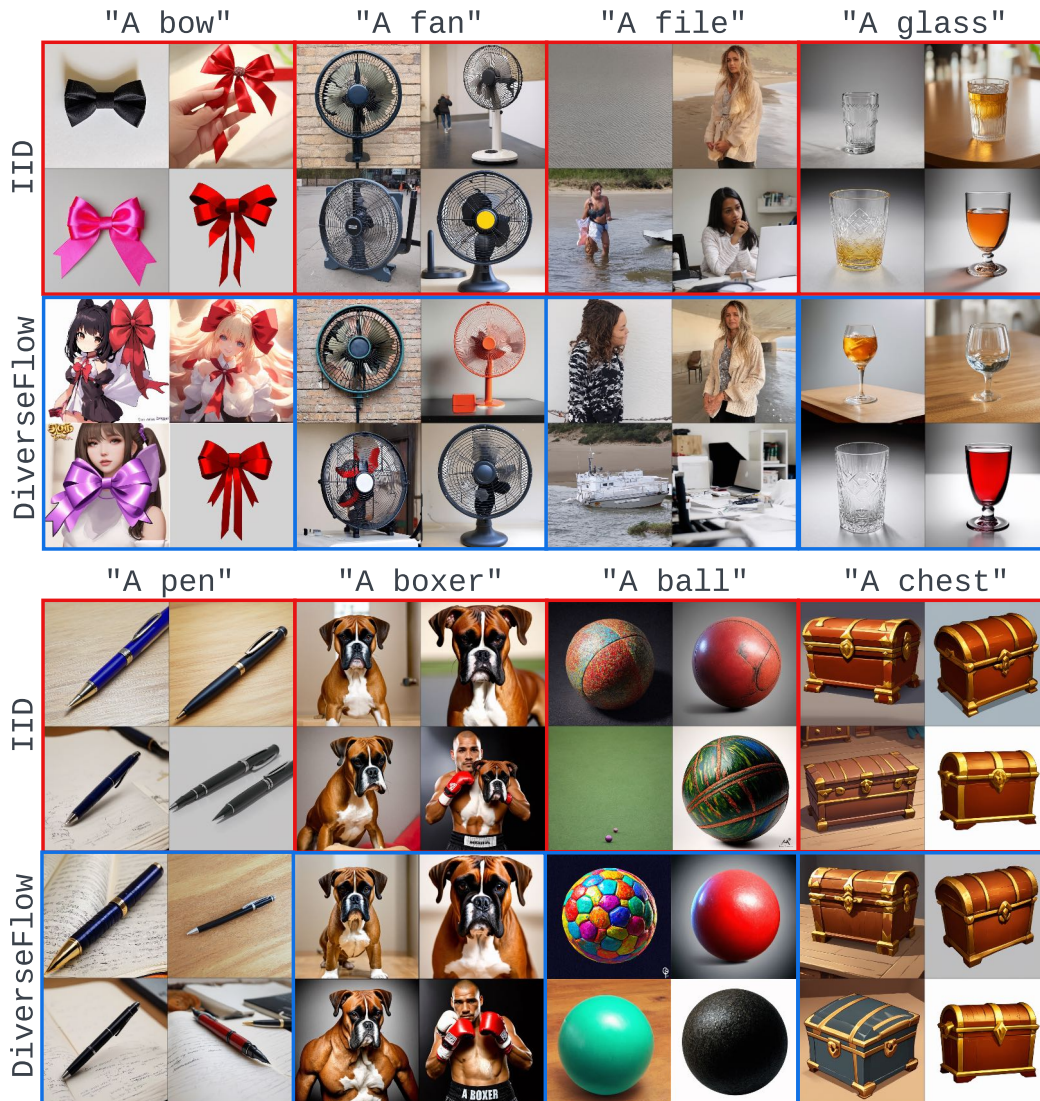 "A bow" "A fan" "A file" "A glass"
IID
DiverseFlow
"A pen" "A boxer" "A ball" "A chest"
IID
DiverseFlow
A BOXER